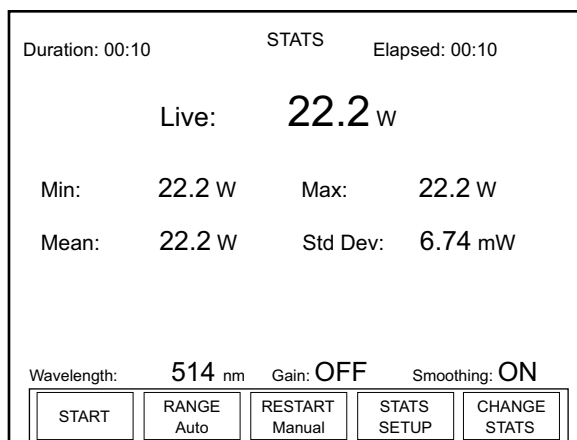 STATS
Duration: 00:10 Elapsed: 00:10
Live: 22.2 W
Min: 22.2 W Max: 22.2 W
Mean: 22.2 W Std Dev: 6.74 mW
Wavelength: 514 nm Gain: OFF Smoothing: ON
START
RANGE
Auto
RESTART
Manual
STATS
SETUP
CHANGE
STATS